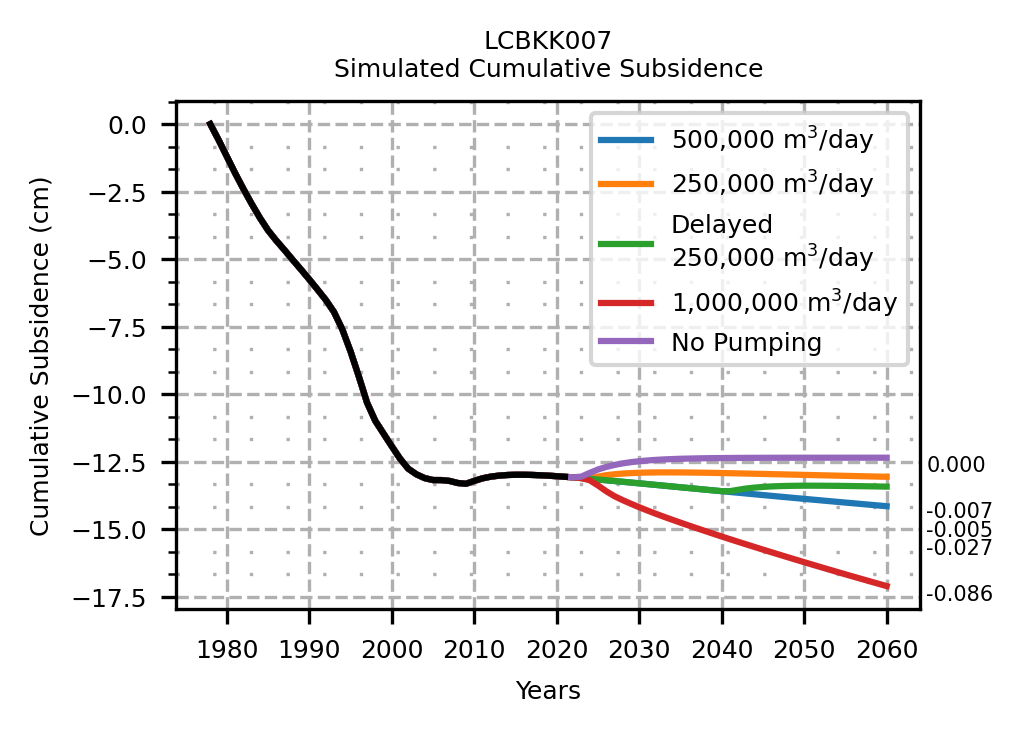 LCBKK007
Simulated Cumulative Subsidence
Cumulative Subsidence (cm)
0.0
−2.5
−5.0
−7.5
−10.0
−12.5
−15.0
−17.5
500,000 m³/day
250,000 m³/day
Delayed
250,000 m³/day
1,000,000 m³/day
No Pumping
0.000
-0.007
-0.005
-0.027
-0.086
1980 1990 2000 2010 2020 2030 2040 2050 2060
Years